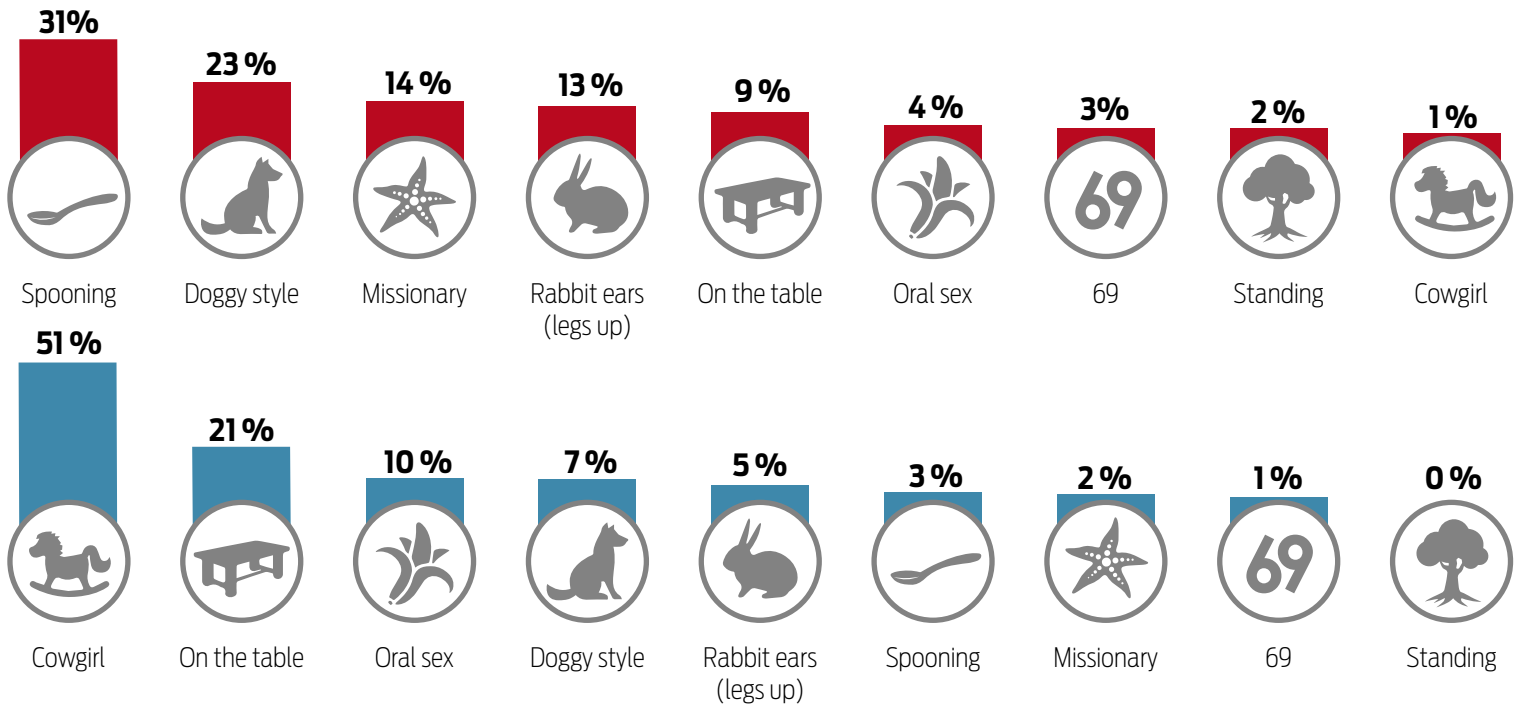 31%
23 %
14 %
13 %
9 %
4 %
3%
2 %
1 %
69
Spooning
Doggy style
Missionary
Rabbit ears
(legs up)
On the table
Oral sex
69
Standing
Cowgirl
51 %
21 %
10 %
7 %
5 %
3 %
2 %
1 %
0 %
69
Cowgirl
On the table
Oral sex
Doggy style
Rabbit ears
(legs up)
Spooning
Missionary
69
Standing